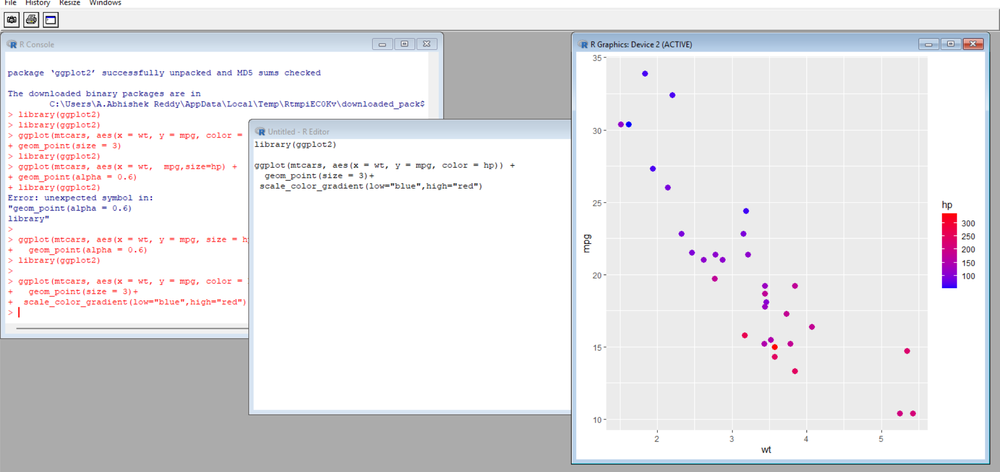 File History Resize Windows
R Console
package ‘ggplot2’ successfully unpacked and MD5 sums checked
The downloaded binary packages are in
C:\Users\A.Abhishek Reddy\AppData\Local\Temp\RtmpiEC0Kv\downloaded_pack$
> library(ggplot2)
> library(ggplot2)
> ggplot(mtcars, aes(x = wt, y = mpg, color =
+ geom_point(size = 3)
> library(ggplot2)
> ggplot(mtcars, aes(x = wt,  mpg,size=hp) +
+ geom_point(alpha = 0.6)
+ library(ggplot2)
Error: unexpected symbol in:
"geom_point(alpha = 0.6)
library"
>
> ggplot(mtcars, aes(x = wt, y = mpg, size = h
+   geom_point(alpha = 0.6)
> library(ggplot2)
>
> ggplot(mtcars, aes(x = wt, y = mpg, color =
+   geom_point(size = 3)+
+  scale_color_gradient(low="blue",high="red")
>
Untitled - R Editor
library(ggplot2)
ggplot(mtcars, aes(x = wt, y = mpg, color = hp)) +
  geom_point(size = 3)+
 scale_color_gradient(low="blue",high="red")
R Graphics: Device 2 (ACTIVE)
35
30
25
20
15
10
mpg
2 3 4 5
wt
hp
300
250
200
150
100